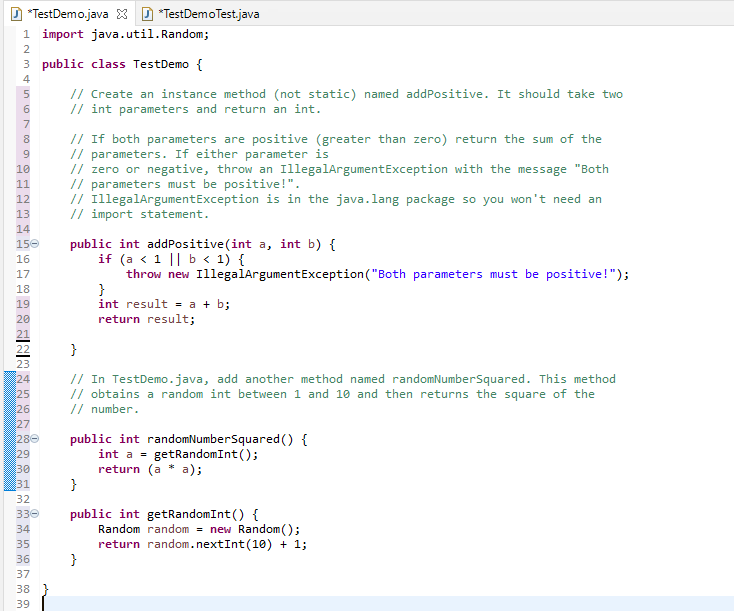 *TestDemo.java *TestDemoTest.java
1 import java.util.Random;
2
3 public class TestDemo {
4
5 // Create an instance method (not static) named addPositive. It should take two
6 // int parameters and return an int.
7
8 // If both parameters are positive (greater than zero) return the sum of the
9 // parameters. If either parameter is
10 // zero or negative, throw an IllegalArgumentException with the message "Both
11 // parameters must be positive!".
12 // IllegalArgumentException is in the java.lang package so you won't need an
13 // import statement.
14
15 public int addPositive(int a, int b) {
16 if (a < 1 || b < 1) {
17 throw new IllegalArgumentException("Both parameters must be positive!");
18 }
19 int result = a + b;
20 return result;
21
22 }
23
24 // In TestDemo.java, add another method named randomNumberSquared. This method
25 // obtains a random int between 1 and 10 and then returns the square of the
26 // number.
27
28 public int randomNumberSquared() {
29 int a = getRandomInt();
30 return (a * a);
31 }
32
33 public int getRandomInt() {
34 Random random = new Random();
35 return random.nextInt(10) + 1;
36 }
37
38 }
39